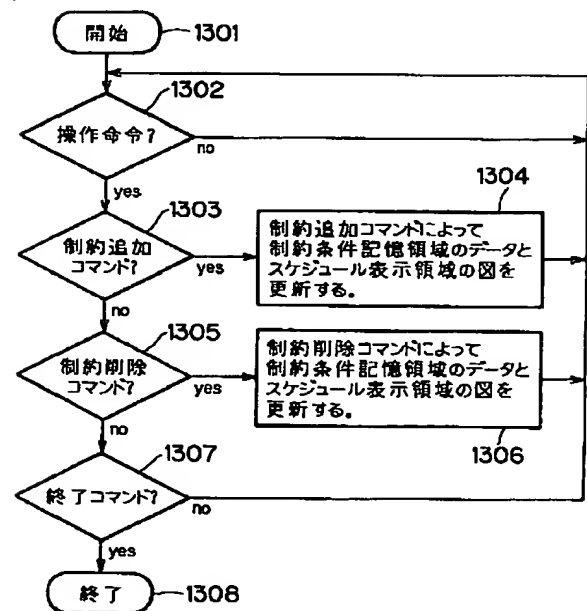 開始
1301
1302
操作命令?
no
yes
1303
制約追加
コマンド?
yes
no
1304
制約追加コマンドによって
制約条件記憶領域のデータと
スケジュール表示領域の図を
更新する。
1305
制約削除
コマンド?
yes
no
制約削除コマンドによって
制約条件記憶領域のデータと
スケジュール表示領域の図を
更新する。
1306
1307
終了コマンド?
no
yes
終了
1308